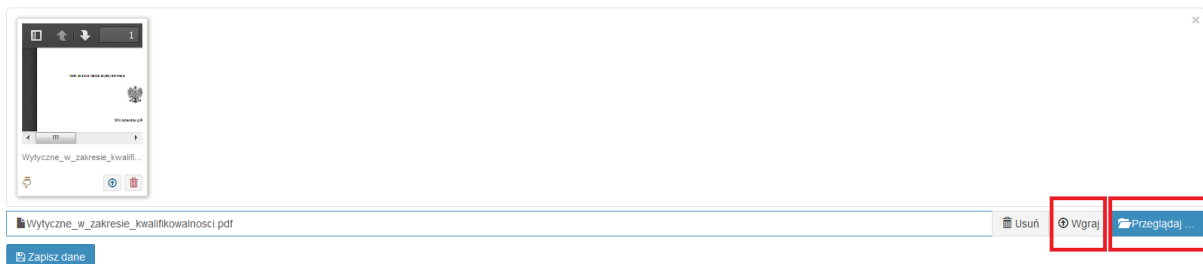 1
Wytyczne_w_zakresie_kwalifi...
Wytyczne_w_zakresie_kwalifikowalnosci.pdf
Usuń
Wgraj
Przeglądaj ...
Zapisz dane